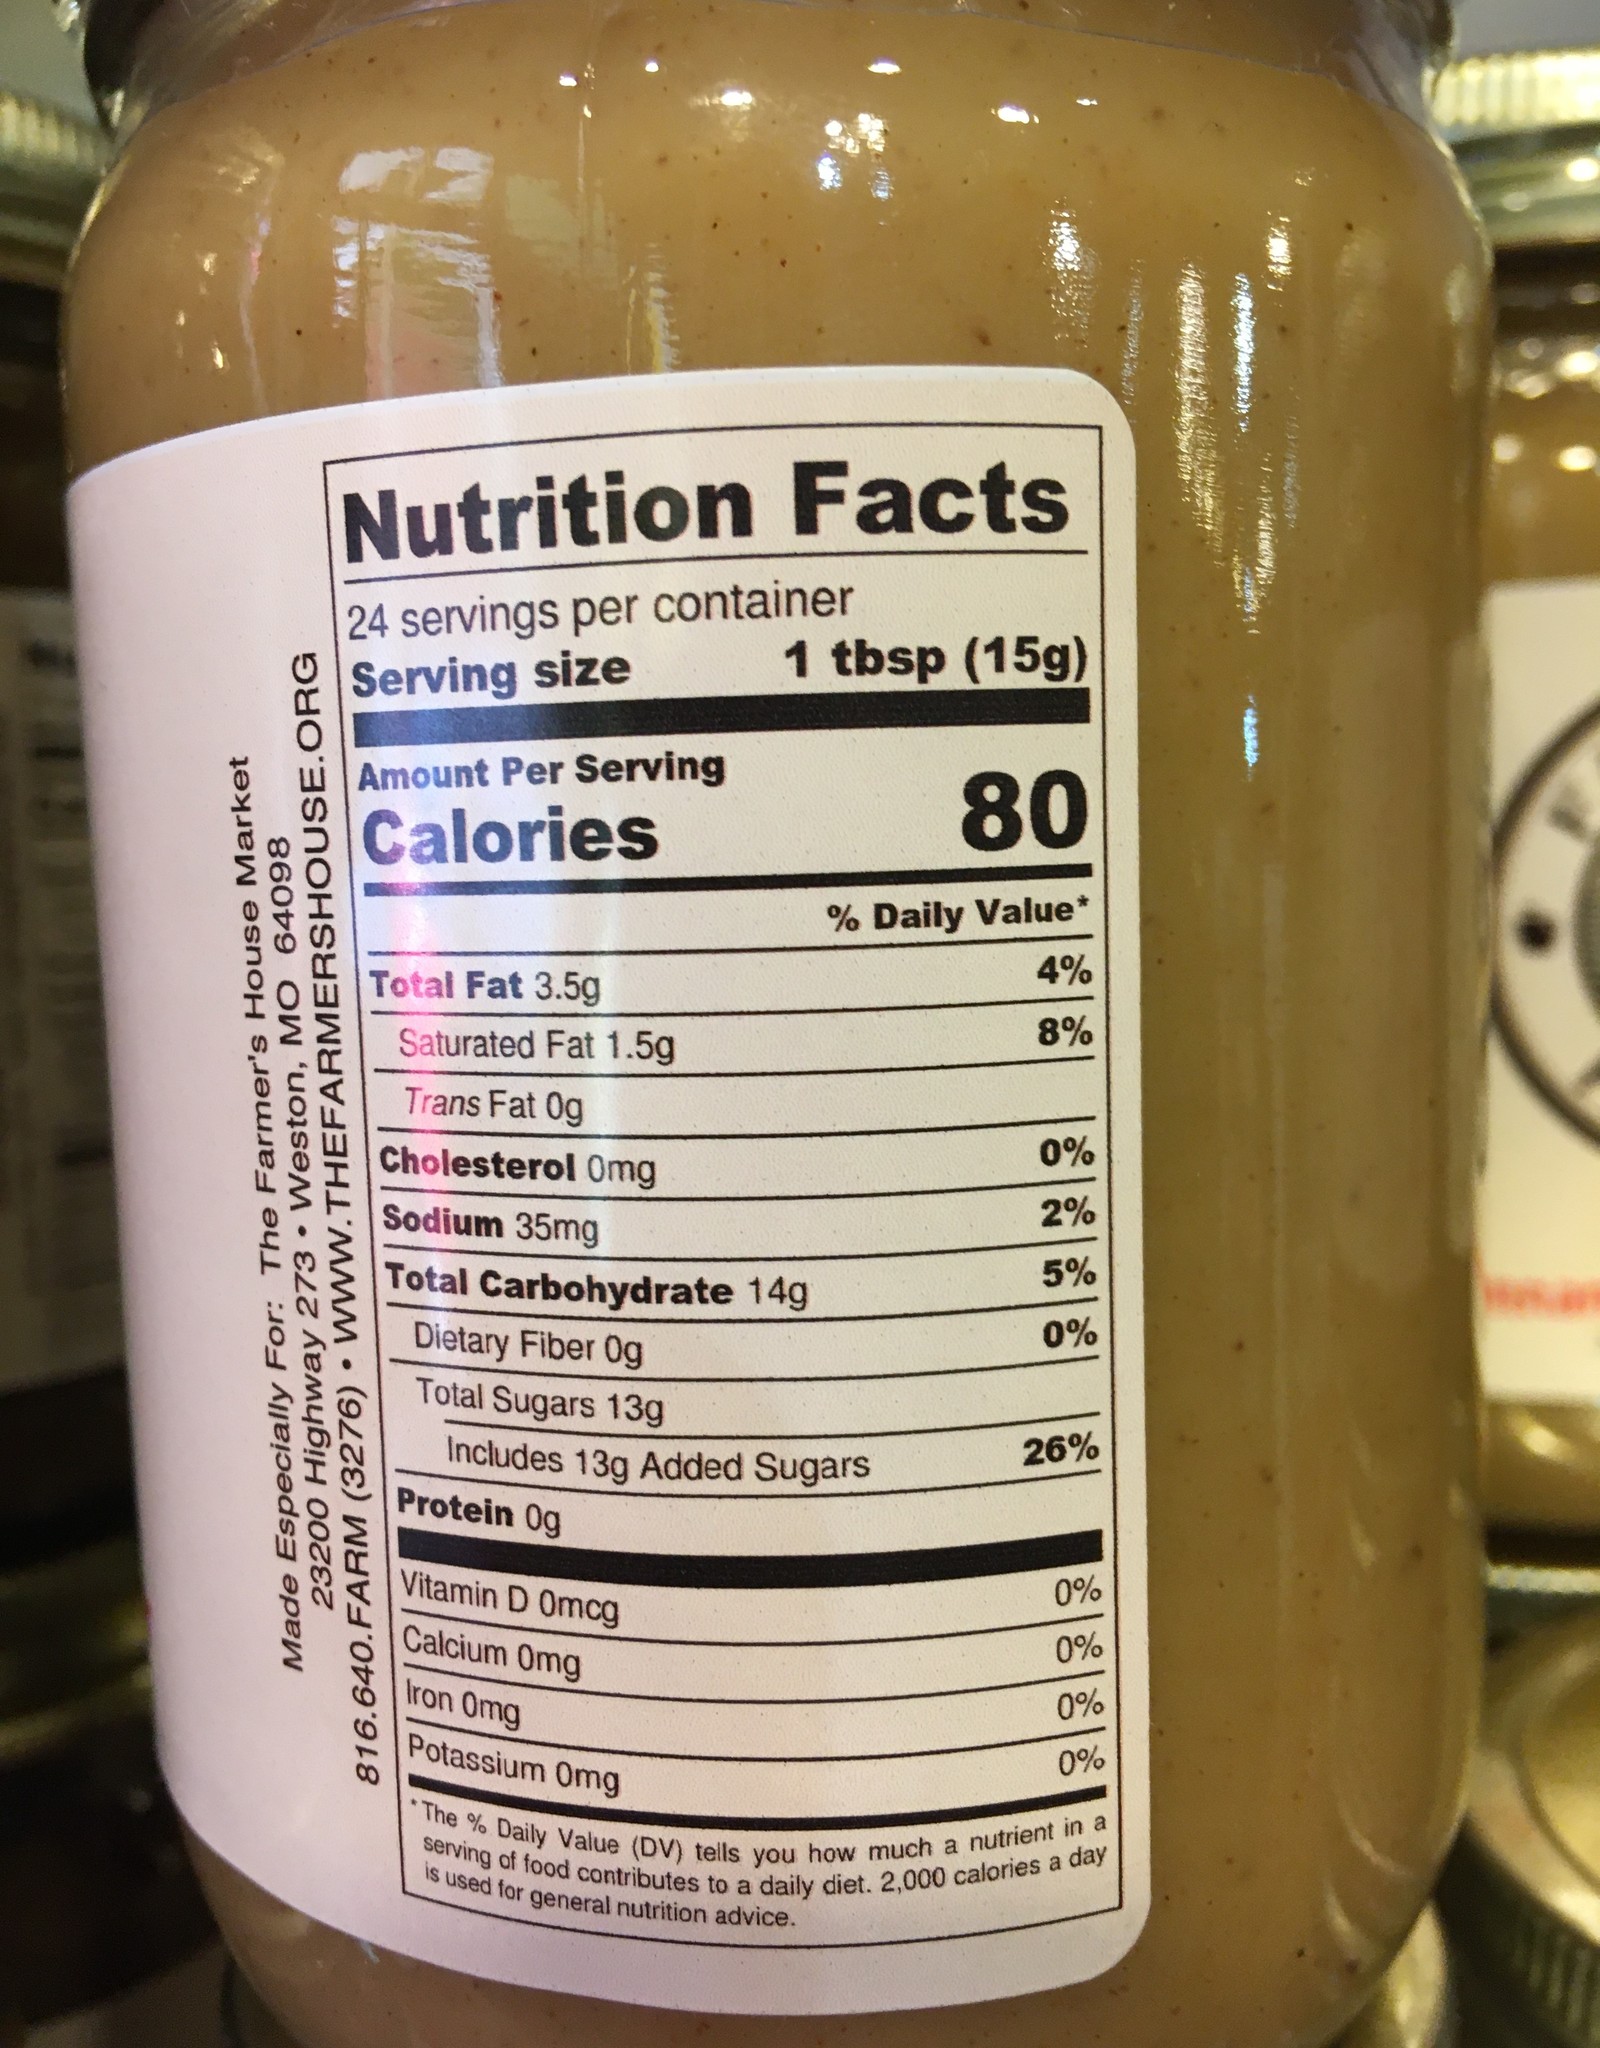 Made Especially For: The Farmer's House Market
23200 Highway 273 • Weston, MO 64098
816.640.FARM (3276) • WWW.THEFARMERSHOUSE.ORG
Nutrition Facts
24 servings per container
Serving size 1 tbsp (15g)
Amount Per Serving
Calories 80
% Daily Value*
Total Fat 3.5g 4%
Saturated Fat 1.5g 8%
Trans Fat 0g
Cholesterol 0mg 0%
Sodium 35mg 2%
Total Carbohydrate 14g 5%
Dietary Fiber 0g 0%
Total Sugars 13g
Includes 13g Added Sugars 26%
Protein 0g
Vitamin D 0mcg 0%
Calcium 0mg 0%
Iron 0mg 0%
Potassium 0mg 0%
*The % Daily Value (DV) tells you how much a nutrient in a
serving of food contributes to a daily diet. 2,000 calories a day
is used for general nutrition advice.